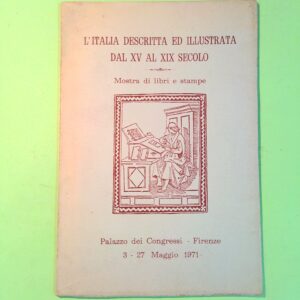 L'ITALIA DESCRITTA ED ILLUSTRATA
DAL XV AL XIX SECOLO
Mostra di libri e stampe
Palazzo dei Congressi - Firenze
3 - 27 Maggio 1971